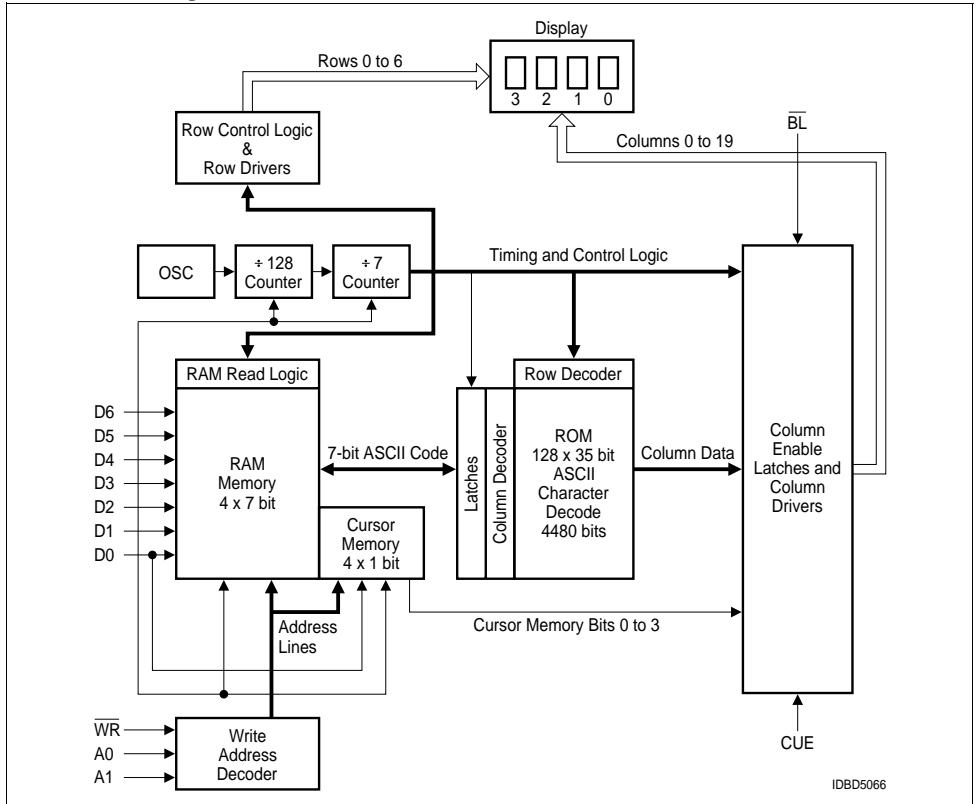 Display
Rows 0 to 6
3 2 1 0
Row Control Logic
&
Row Drivers
Columns 0 to 19
B̅L̅
OSC
÷ 128
Counter
÷ 7
Counter
Timing and Control Logic
RAM Read Logic
Row Decoder
D6
D5
D4
D3
D2
D1
D0
RAM
Memory
4 x 7 bit
7-bit ASCII Code
Latches
Column Decoder
ROM
128 x 35 bit
ASCII
Character
Decode
4480 bits
Column Data
Column
Enable
Latches and
Column
Drivers
Cursor
Memory
4 x 1 bit
Address
Lines
Cursor Memory Bits 0 to 3
W̅R̅
A0
A1
Write
Address
Decoder
CUE
IDBD5066